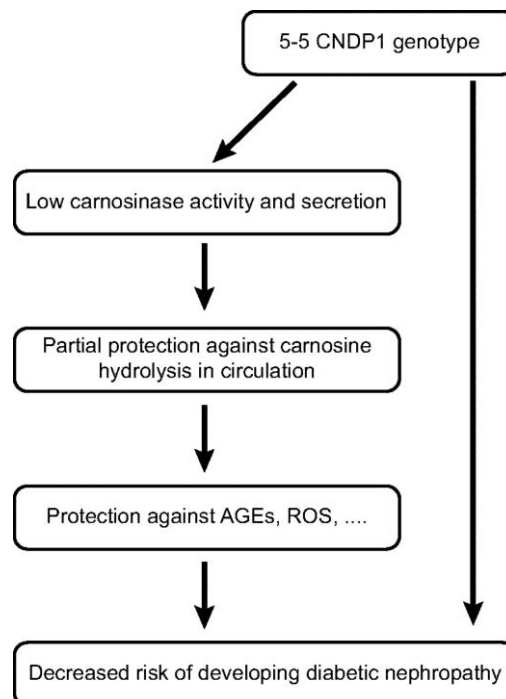 5-5 CNDP1 genotype
Low carnosinase activity and secretion
Partial protection against carnosine
hydrolysis in circulation
Protection against AGEs, ROS, ....
Decreased risk of developing diabetic nephropathy